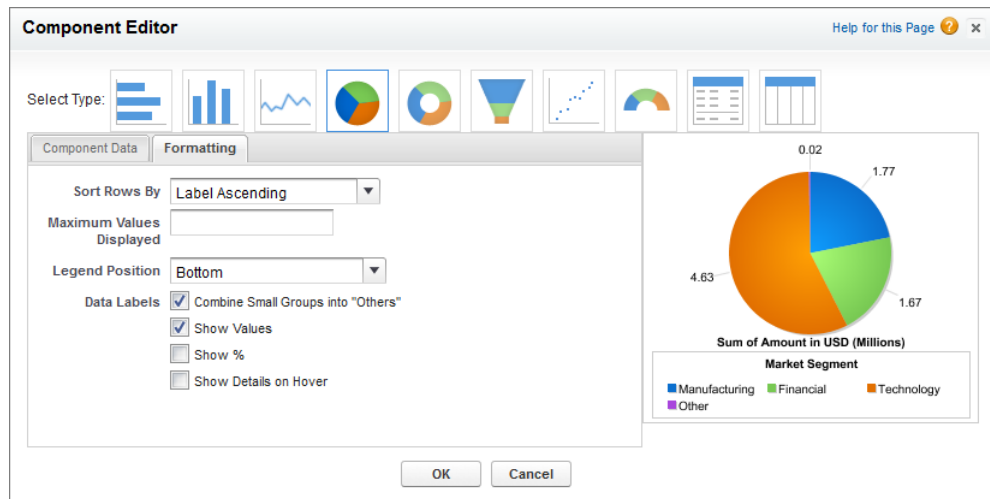 Component Editor
Help for this Page ?
Select Type:
Component Data
Formatting
Sort Rows By
Label Ascending
Maximum Values
Displayed
Legend Position
Bottom
Data Labels
Combine Small Groups into "Others"
Show Values
Show %
Show Details on Hover
0.02
1.77
4.63
1.67
Sum of Amount in USD (Millions)
Market Segment
Manufacturing Financial Technology
Other
OK
Cancel